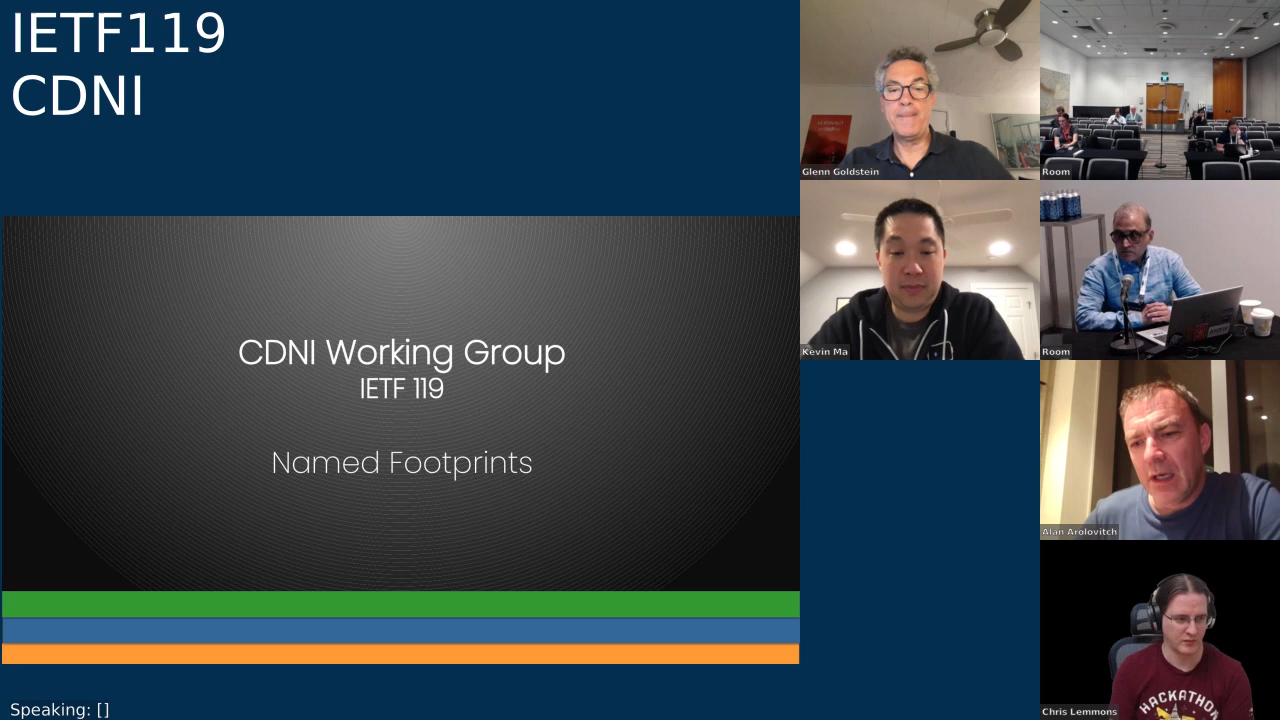 IETF119
CDNI
CDNI Working Group
IETF 119
Named Footprints
Speaking: []
Glenn Goldstein
Room
Kevin Ma
Room
Alan Arolovitch
Chris Lemmons
HACKATHON